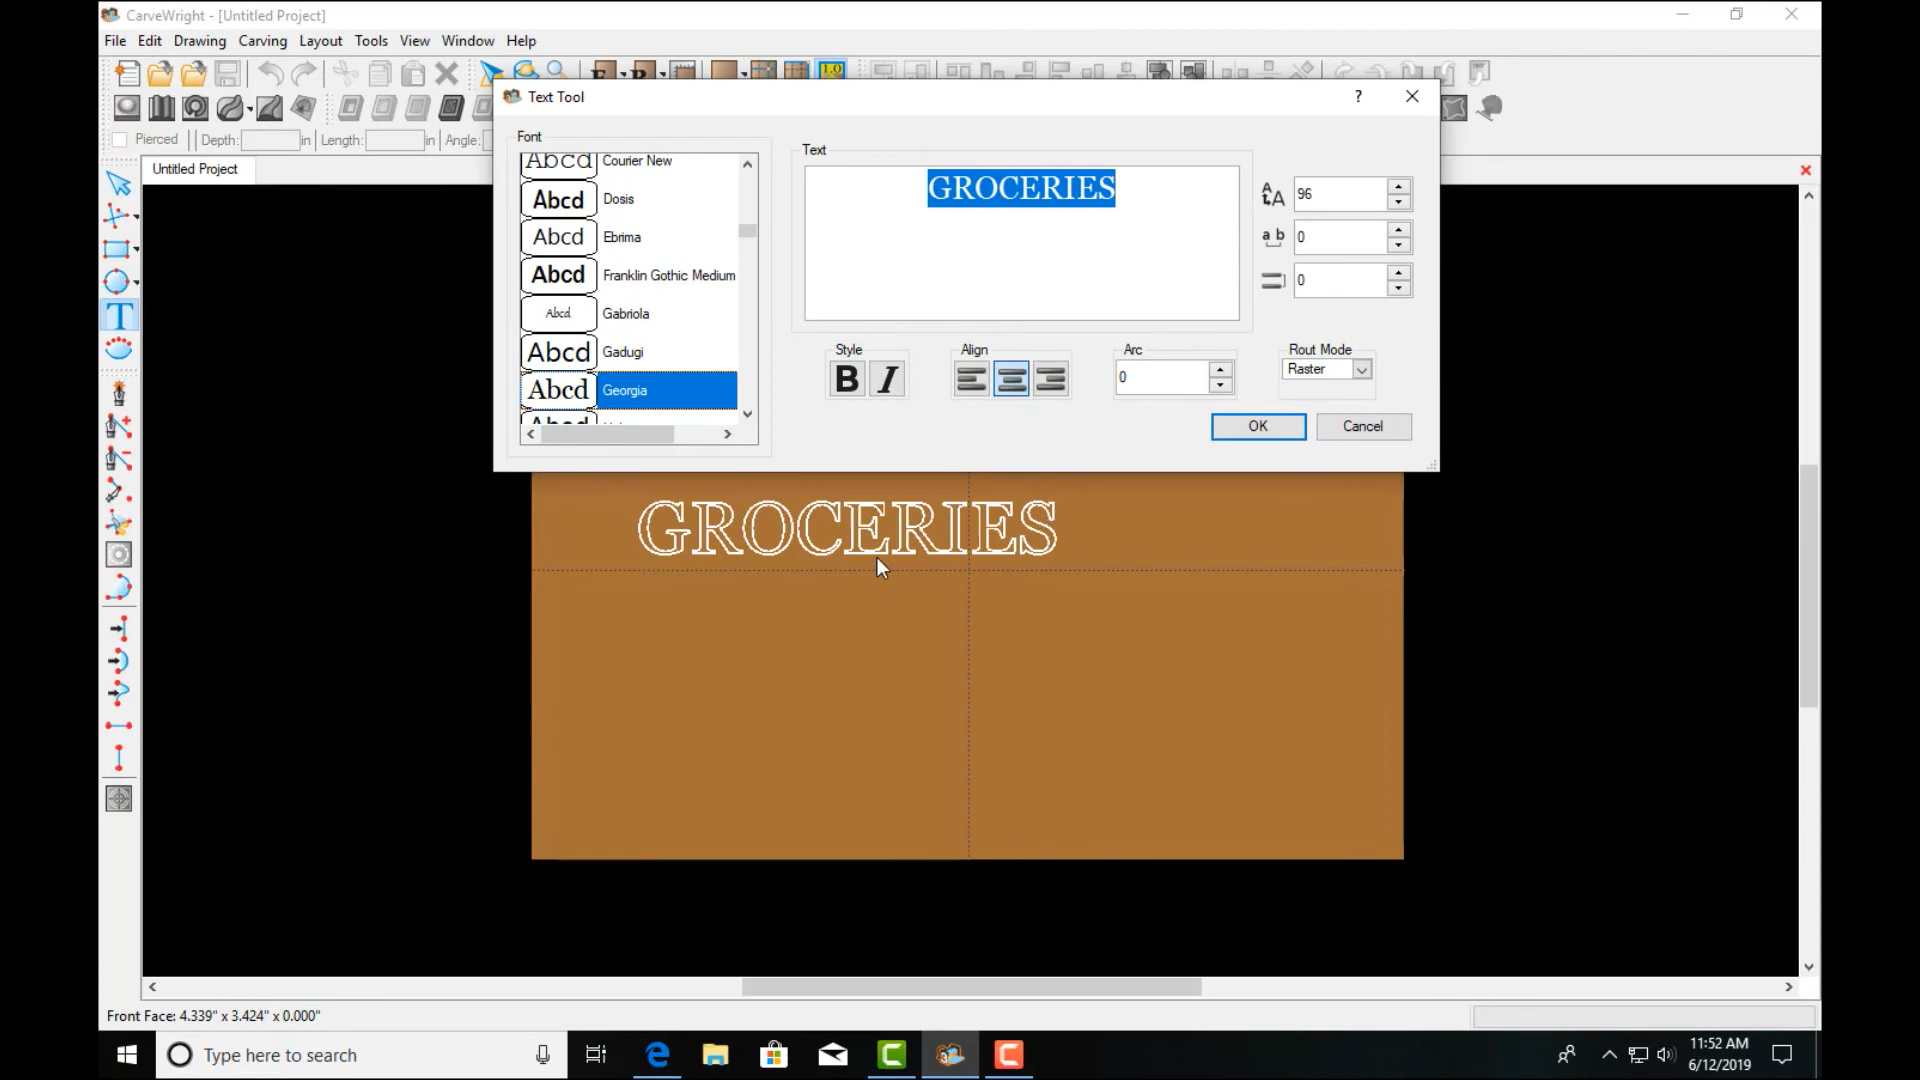 CarveWright - [Untitled Project]
File Edit Drawing Carving Layout Tools View Window Help
1.0
Text Tool
?
Pierced Depth: in Length: in Angle:
Font
Text
Untitled Project
Abcd Courier New
Abcd Dosis
Abcd Ebrima
Abcd Franklin Gothic Medium
Abcd Gabriola
Abcd Gadugi
Abcd Georgia
GROCERIES
A A 96
a b 0
0
Style
B I
Align
Arc
0
Rout Mode
Raster
OK
Cancel
GROCERIES
T
Front Face: 4.339" x 3.424" x 0.000"
Type here to search
11:52 AM
6/12/2019